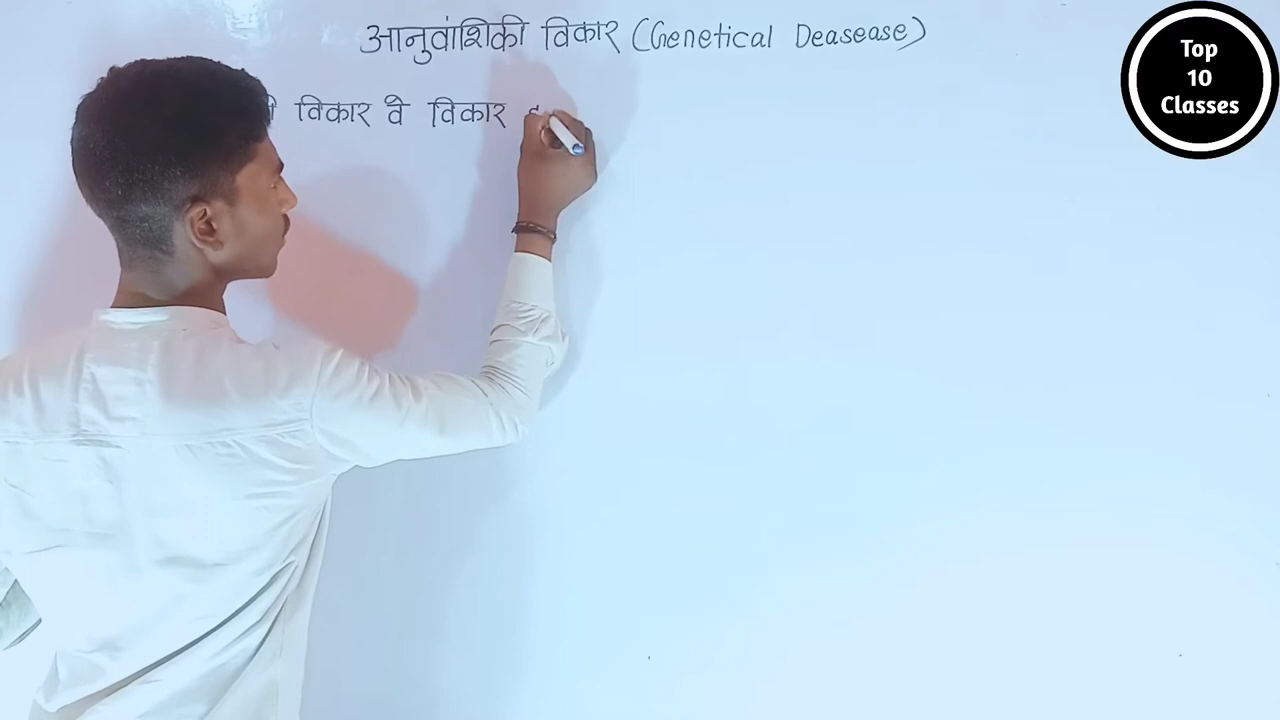 आनुवांशिकी विकार (Genetical Deasease)
विकार वे विकार
Top
10
Classes